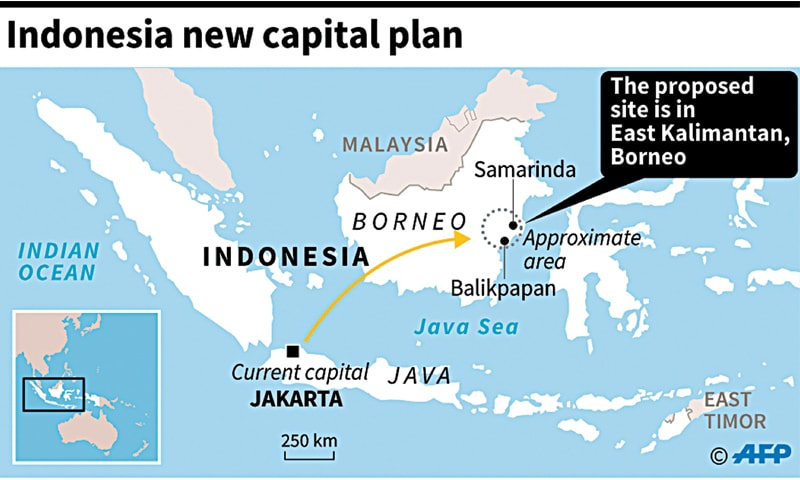 Indonesia new capital plan
The proposed
site is in
East Kalimantan,
Borneo
MALAYSIA
Samarinda
BORNEO
INDONESIA
Approximate
area
INDIAN
OCEAN
Balikpapan
Java Sea
Current capital
JAKARTA
JAVA
EAST
TIMOR
250 km
© AFP